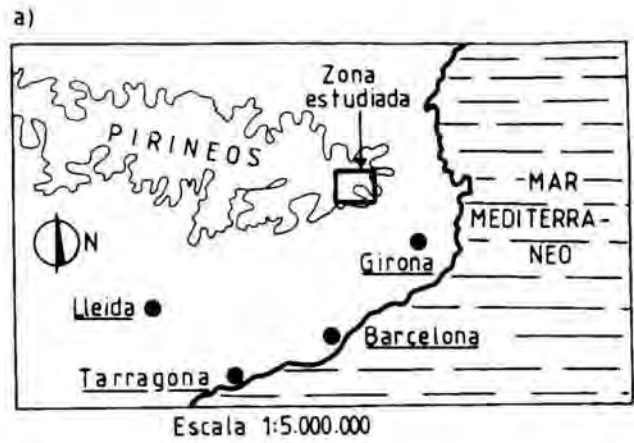 a)
Zona
estudiada
PIRINEOS
MAR
MEDITERRA-
NEO
N
Girona
Lleida
Barcelona
Tarragona
Escala 1:5.000.000